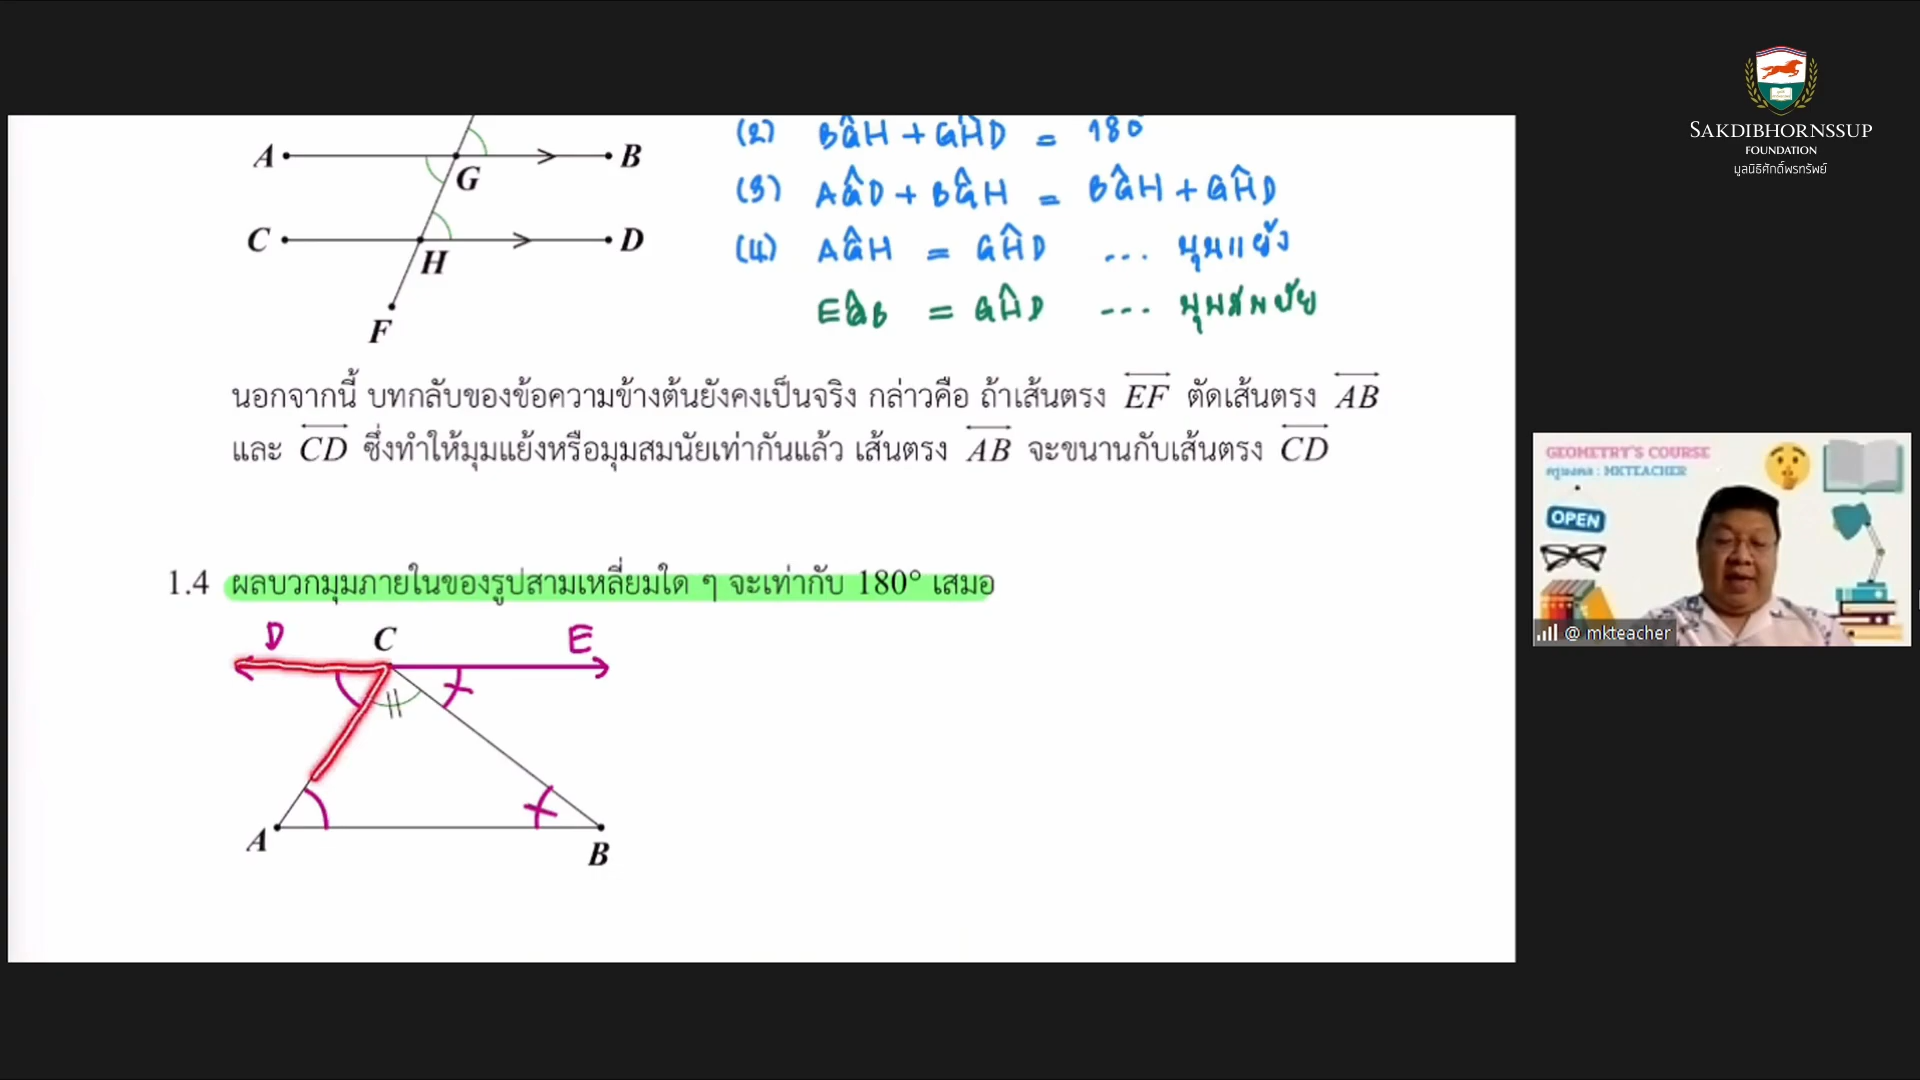 SAKDIBHORNSSUP
FOUNDATION
มูลนิธิศักดิ์พรทรัพย์
(2) BĜH + GĤD = 180
(3) AĜD + BĜH = BĜH + GĤD
(4) AĜH = GĤD ... มุมแย้ง
EĜB = GĤD ... มุมสมนัย
A B
G
C D
H
F
นอกจากนี้ บทกลับของข้อความข้างต้นยังคงเป็นจริง กล่าวคือ ถ้าเส้นตรง EF ตัดเส้นตรง AB
และ CD ซึ่งทำให้มุมแย้งหรือมุมสมนัยเท่ากันแล้ว เส้นตรง AB จะขนานกับเส้นตรง CD
1.4 ผลบวกมุมภายในของรูปสามเหลี่ยมใด ๆ จะเท่ากับ 180° เสมอ
D C E
A B
GEOMETRY'S COURSE
ครูมงคล : MKTEACHER
OPEN
@ mkteacher